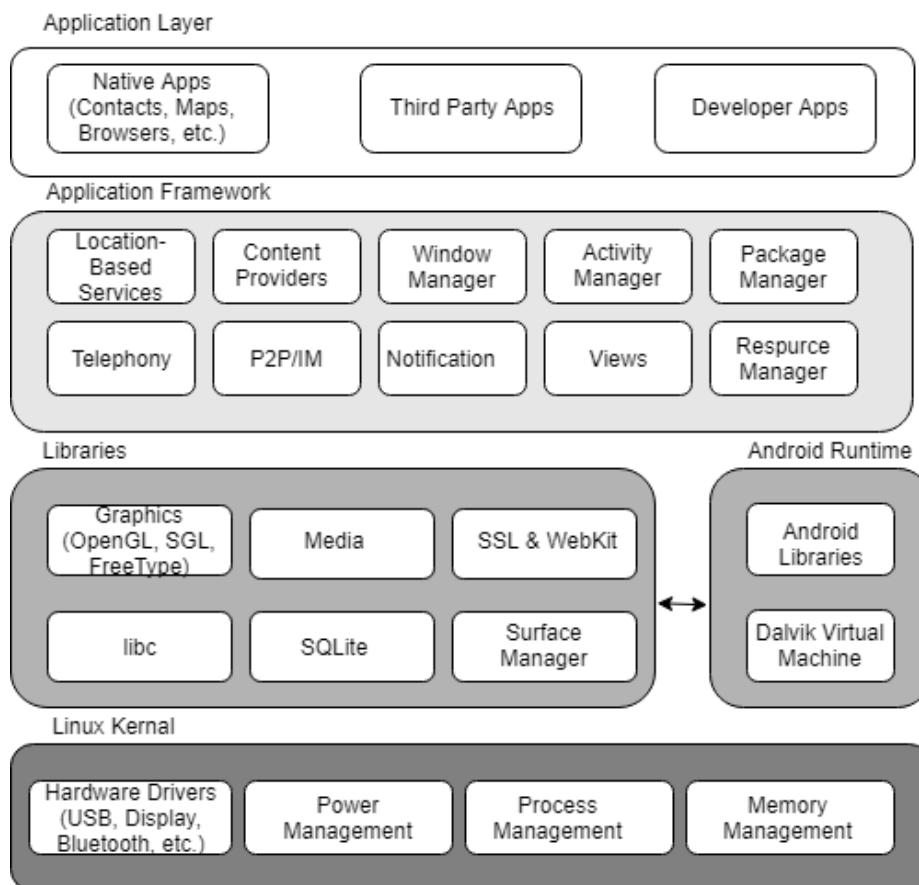 Application Layer
Native Apps
(Contacts, Maps,
Browsers, etc.)
Third Party Apps
Developer Apps
Application Framework
Location-
Based
Services
Content
Providers
Window
Manager
Activity
Manager
Package
Manager
Telephony
P2P/IM
Notification
Views
Respurce
Manager
Libraries
Android Runtime
Graphics
(OpenGL, SGL,
FreeType)
Media
SSL & WebKit
Android
Libraries
libc
SQLite
Surface
Manager
Dalvik Virtual
Machine
Linux Kernal
Hardware Drivers
(USB, Display,
Bluetooth, etc.)
Power
Management
Process
Management
Memory
Management